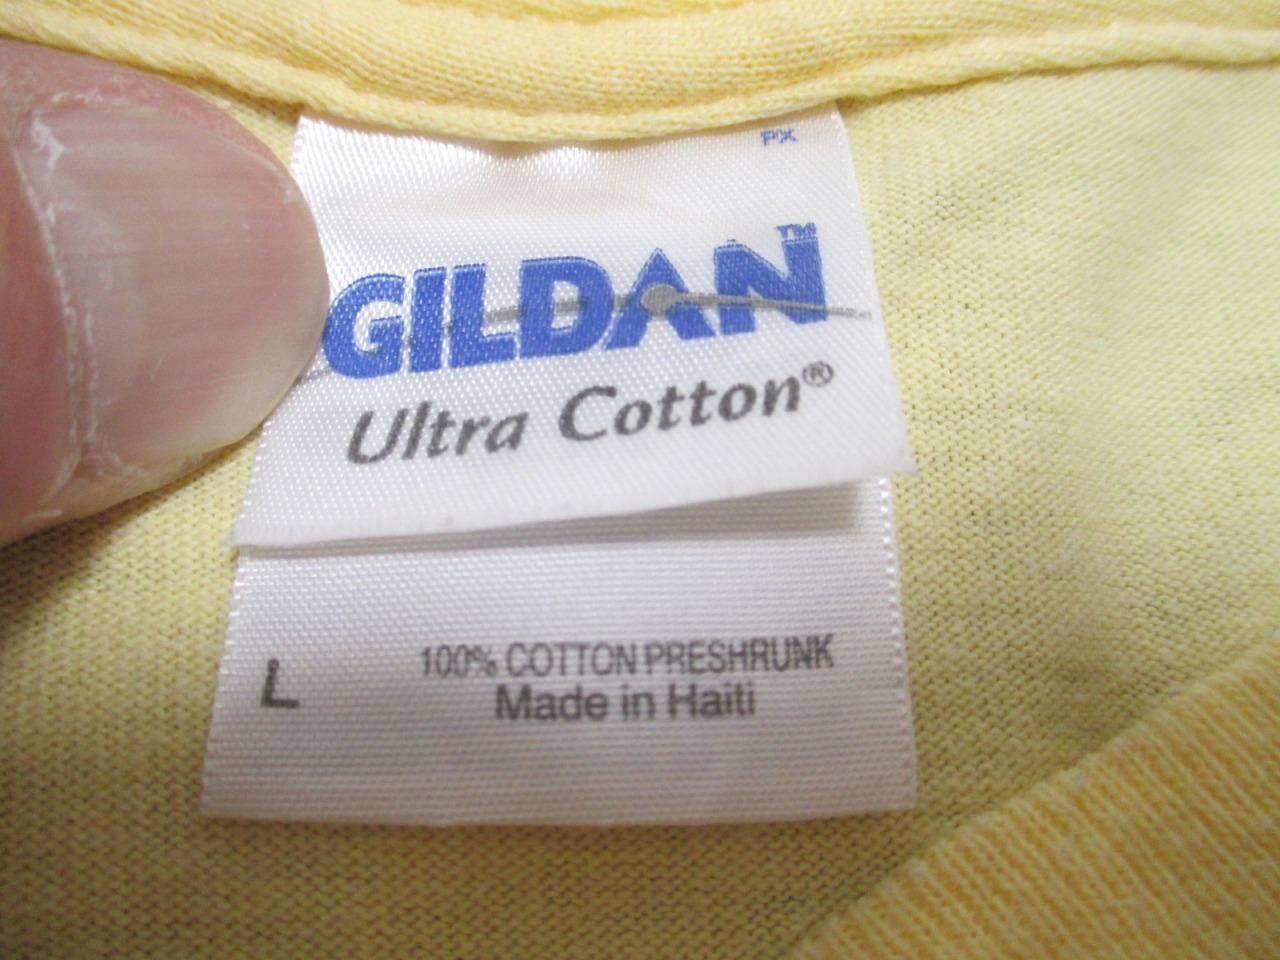 PX
GILDAN™
Ultra Cotton®
L
100% COTTON PRESHRUNK
Made in Haiti